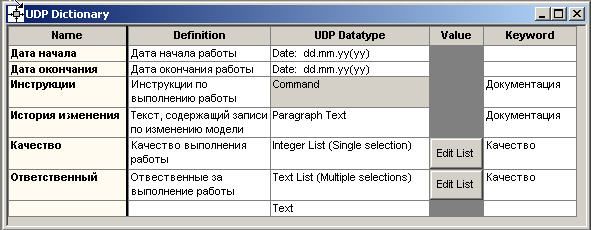 UDP Dictionary
Name Definition UDP Datatype Value Keyword
Дата начала Дата начала работы Date: dd.mm.yy(yy)
Дата окончания Дата окончания работы Date: dd.mm.yy(yy)
Инструкции Инструкции по Command Документация
выполнению работы
История изменения Текст, содержащий записи Paragraph Text Документация
по изменению модели
Качество Качество выполнения Integer List (Single selection) Edit List Качество
работы
Ответственный Отвественные за Text List (Multiple selections) Edit List Качество
выполнение работы
Text